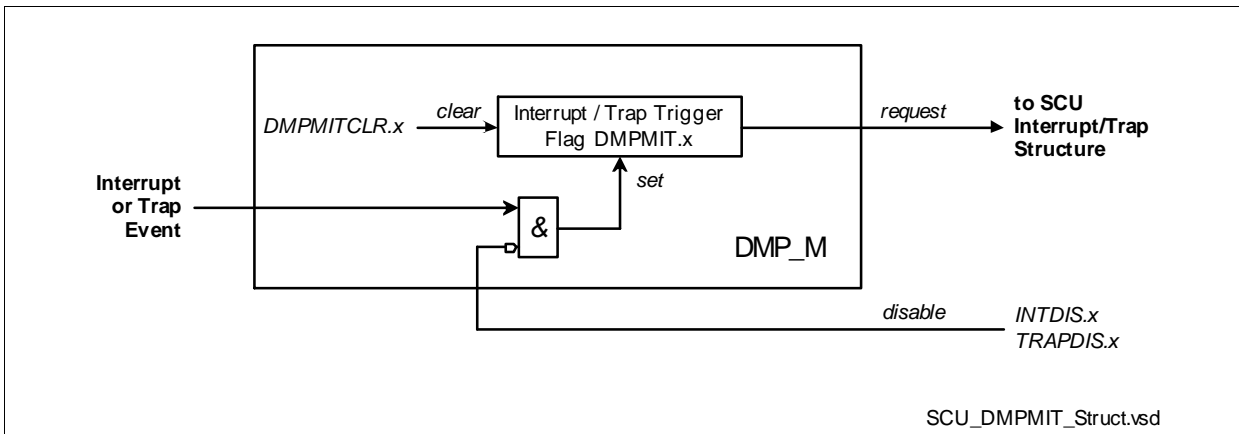 DMPMITCLR.x
clear
Interrupt / Trap Trigger
Flag DMPMIT.x
request
to SCU
Interrupt/Trap
Structure
set
Interrupt
or Trap
Event
&
DMP_M
disable
INTDIS.x
TRAPDIS.x
SCU_DMPMIT_Struct.vsd